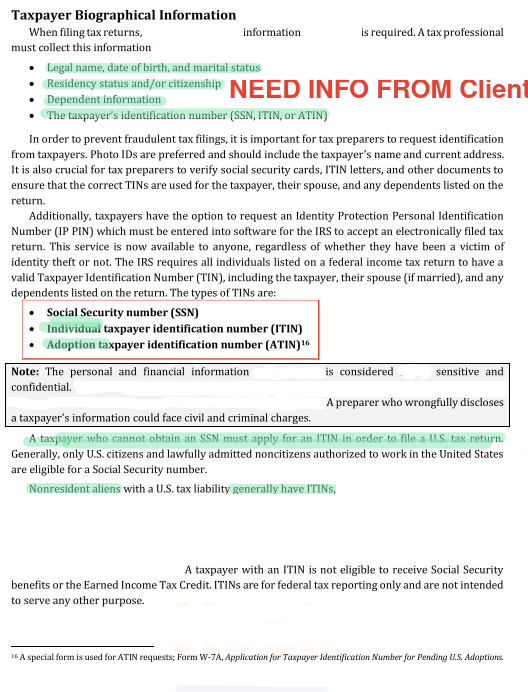 Taxpayer Biographical Information
When filing tax returns, information is required. A tax professional
must collect this information
• Legal name, date of birth, and marital status
• Residency status and/or citizenship
NEED INFO FROM Client
• Dependent information
• The taxpayer's identification number (SSN, ITIN, or ATIN)
In order to prevent fraudulent tax filings, it is important for tax preparers to request identification
from taxpayers. Photo IDs are preferred and should include the taxpayer's name and current address.
It is also crucial for tax preparers to verify social security cards, ITIN letters, and other documents to
ensure that the correct TINs are used for the taxpayer, their spouse, and any dependents listed on the
return.
Additionally, taxpayers have the option to request an Identity Protection Personal Identification
Number (IP PIN) which must be entered into software for the IRS to accept an electronically filed tax
return. This service is now available to anyone, regardless of whether they have been a victim of
identity theft or not. The IRS requires all individuals listed on a federal income tax return to have a
valid Taxpayer Identification Number (TIN), including the taxpayer, their spouse (if married), and any
dependents listed on the return. The types of TINs are:
• Social Security number (SSN)
• Individual taxpayer identification number (ITIN)
• Adoption taxpayer identification number (ATIN)16
Note: The personal and financial information is considered sensitive and
confidential.
A preparer who wrongfully discloses
a taxpayer's information could face civil and criminal charges.
A taxpayer who cannot obtain an SSN must apply for an ITIN in order to file a U.S. tax return.
Generally, only U.S. citizens and lawfully admitted noncitizens authorized to work in the United States
are eligible for a Social Security number.
Nonresident aliens with a U.S. tax liability generally have ITINs,
A taxpayer with an ITIN is not eligible to receive Social Security
benefits or the Earned Income Tax Credit. ITINs are for federal tax reporting only and are not intended
to serve any other purpose.
16 A special form is used for ATIN requests; Form W-7A, Application for Taxpayer Identification Number for Pending U.S. Adoptions.